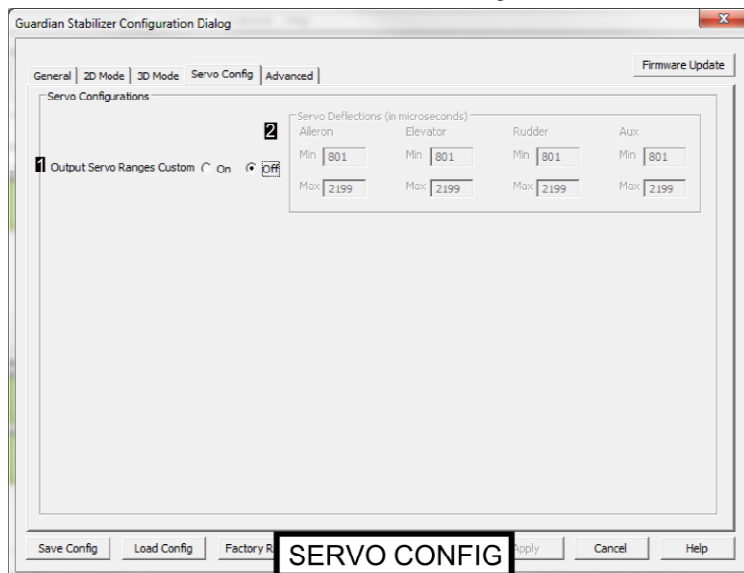 Guardian Stabilizer Configuration Dialog
x
Firmware Update
General 2D Mode 3D Mode Servo Config Advanced
Servo Configurations
2 Servo Deflections (in microseconds)
Aileron Elevator Rudder Aux
Min 801 Min 801 Min 801 Min 801
1 Output Servo Ranges Custom On Off
Max 2199 Max 2199 Max 2199 Max 2199
Save Config Load Config Factory R Apply Cancel Help
SERVO CONFIG